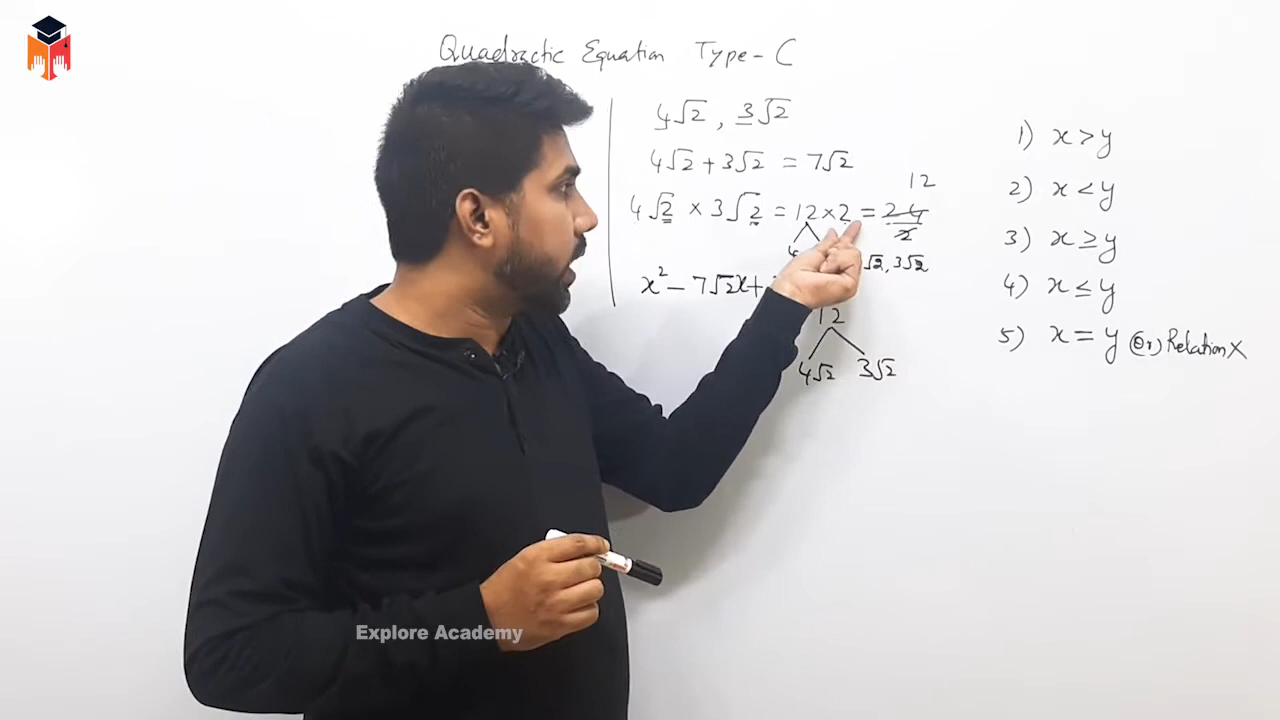 Quadractic Equation Type-C
4√2, 3√2
4√2 + 3√2 = 7√2
12
4√2 × 3√2 = 12×2 = 24
2
4
√2, 3√2
x² - 7√2x +
12
4√2 3√2
1) x > y
2) x < y
3) x ≥ y
4) x ≤ y
5) x = y (or) Relation X
Explore Academy